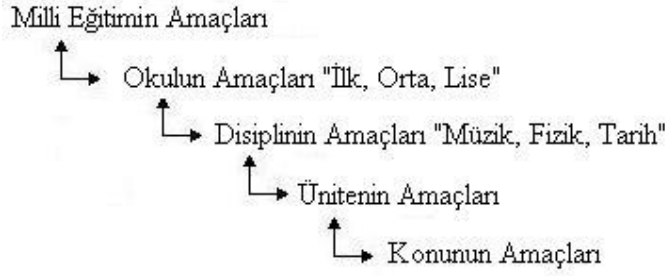 Milli Eğitimin Amaçları
Okulun Amaçları "İlk, Orta, Lise"
Disiplinin Amaçları "Müzik, Fizik, Tarih"
Ünitenin Amaçları
Konunun Amaçları